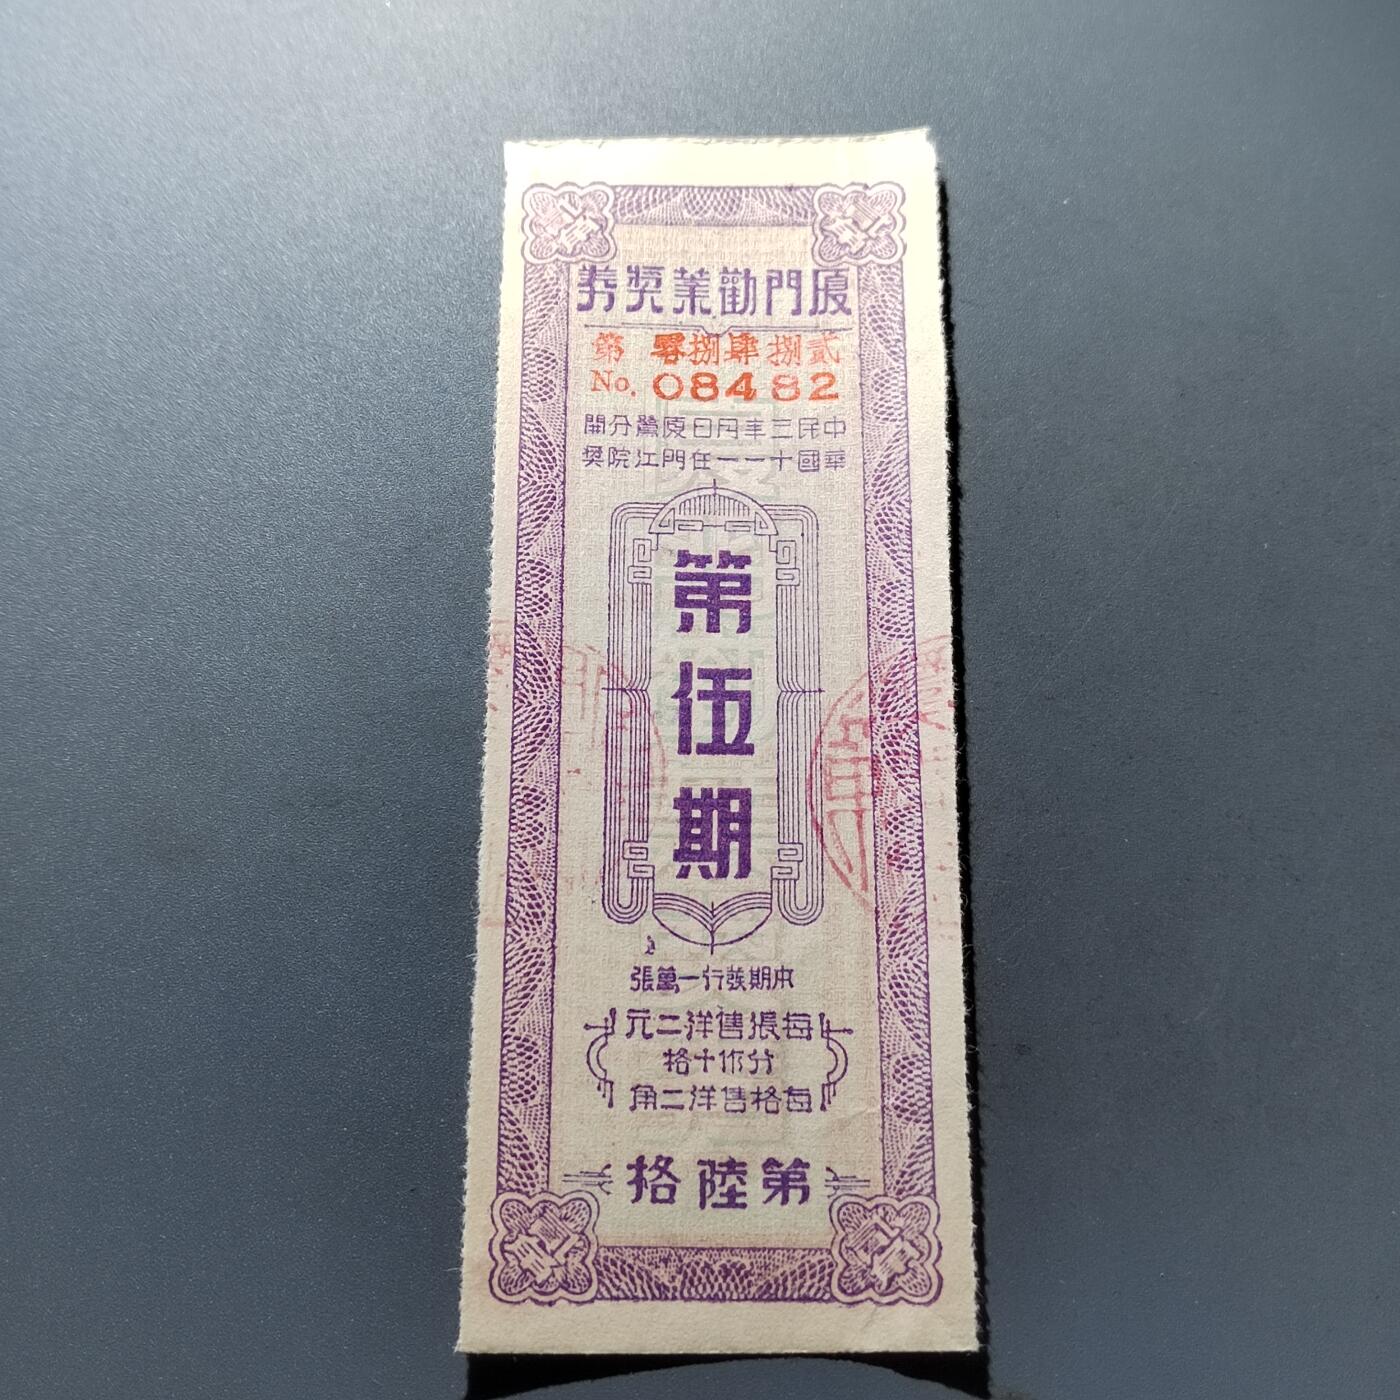 廈門勸業奬券
第 零捌肆捌貳
No. 08482
中華民國三十年一月一日在廈門鷺江分院開獎
第伍期
本期發行一萬張
每張售洋二元
分作十格
每格售洋二角
第陸格